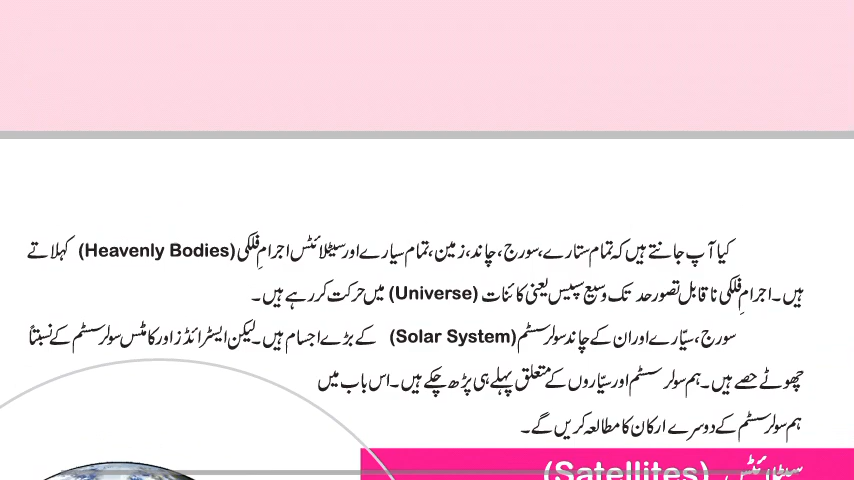 کیا آپ جانتے ہیں کہ تمام ستارے، سورج، چاند، زمین، تمام سیارے اور سیٹلائٹس اجرامِ فلکی (Heavenly Bodies) کہلاتے
ہیں۔ اجرامِ فلکی ناقابل تصور حد تک وسیع سپیس یعنی کائنات (Universe) میں حرکت کر رہے ہیں۔
سورج، سیّارے اور ان کے چاند سولر سسٹم (Solar System) کے بڑے اجسام ہیں۔ لیکن ایسٹرائڈز اور کامٹس سولر سسٹم کے نسبتاً
چھوٹے حصے ہیں۔ ہم سولر سسٹم اور سیّاروں کے متعلق پہلے ہی پڑھ چکے ہیں۔ اس باب میں
ہم سولر سسٹم کے دوسرے ارکان کا مطالعہ کریں گے۔
سیٹلائٹس (Satellites)